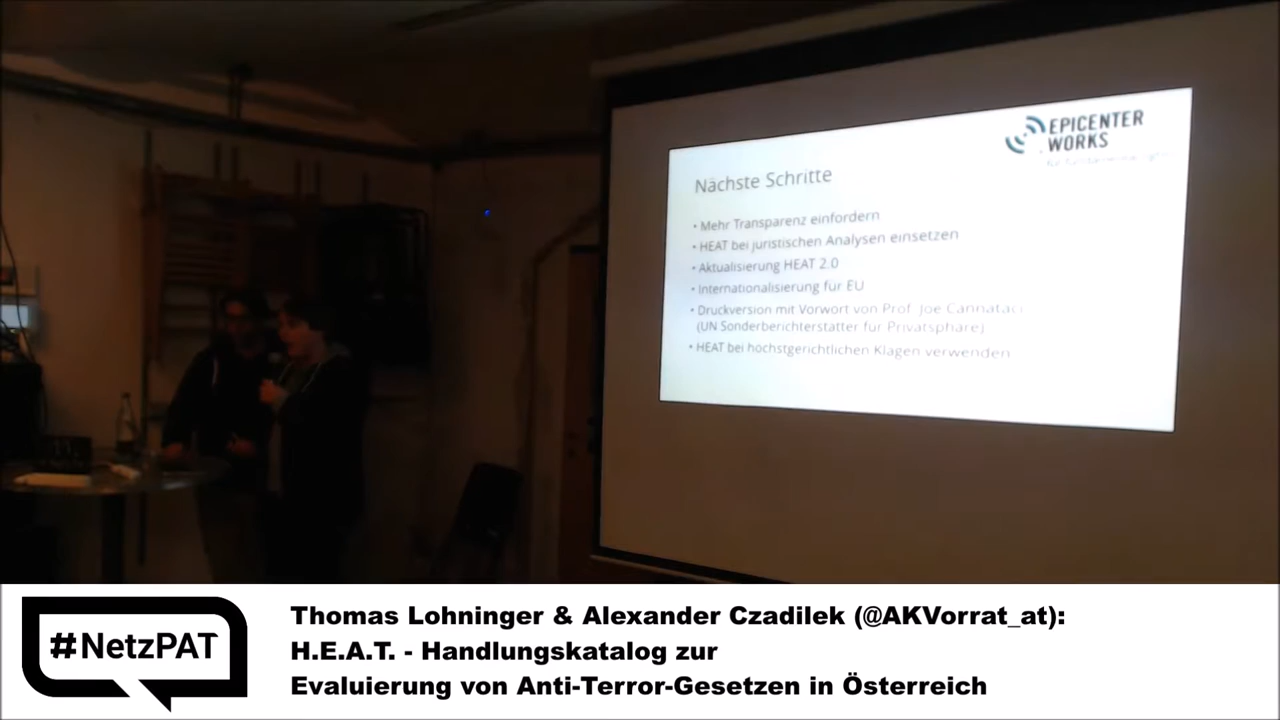 EPICENTER
.WORKS
Nächste Schritte
• Mehr Transparenz einfordern
• HEAT bei juristischen Analysen einsetzen
• Aktualisierung HEAT 2.0
• Internationalisierung für EU
• Druckversion mit Vorwort von Prof. Joe Cannataci
(UN Sonderberichterstatter für Privatsphäre)
• HEAT bei höchstgerichtlichen Klagen verwenden
#NetzPAT
Thomas Lohninger & Alexander Czadilek (@AKVorrat_at):
H.E.A.T. - Handlungskatalog zur
Evaluierung von Anti-Terror-Gesetzen in Österreich